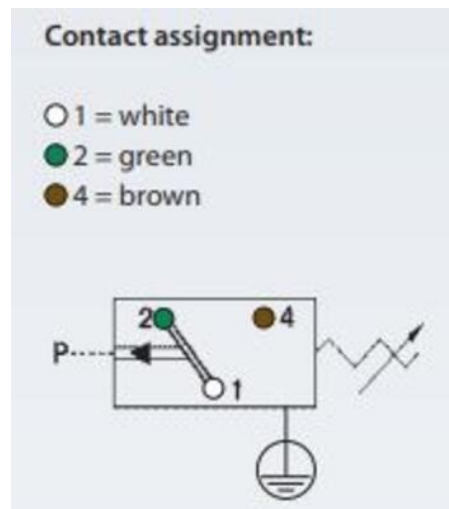 Contact assignment:
1 = white
2 = green
4 = brown
2 4
P
1